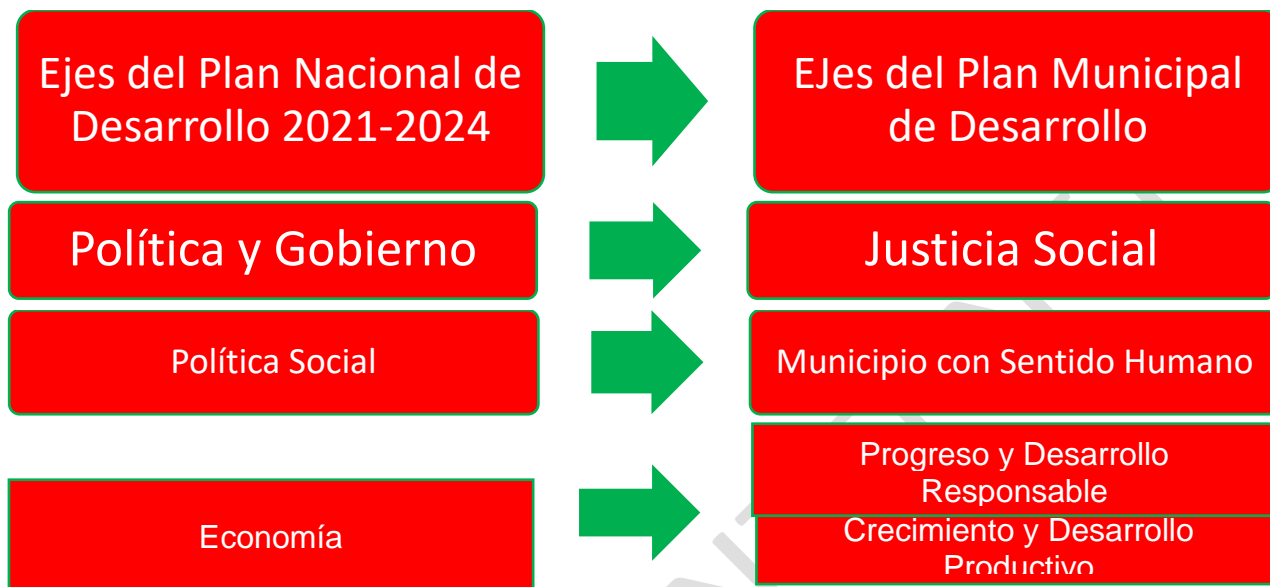 Ejes del Plan Nacional de
Desarrollo 2021-2024
EJes del Plan Municipal
de Desarrollo
Política y Gobierno
Justicia Social
Política Social
Municipio con Sentido Humano
Economía
Progreso y Desarrollo
Responsable
Crecimiento y Desarrollo
Productivo